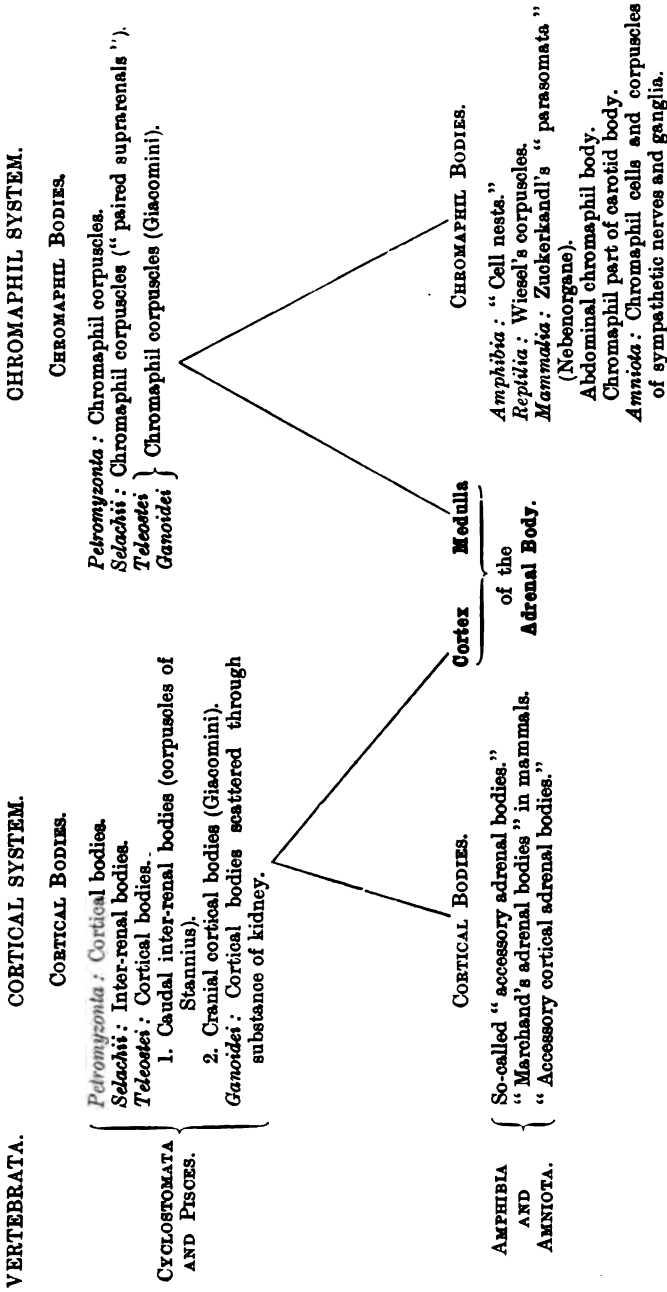 VERTEBRATA. CORTICAL SYSTEM. CHROMAPHIL SYSTEM.
CORTICAL BODIES. CHROMAPHIL BODIES.
CYCLOSTOMATA
AND PISCES.
Petromyzonta : Cortical bodies.
Selachii : Inter-renal bodies.
Teleostei : Cortical bodies.
1. Caudal inter-renal bodies (corpuscles of
Stannius).
2. Cranial cortical bodies (Giacomini).
Ganoidei : Cortical bodies scattered through
substance of kidney.
Petromyzonta : Chromaphil corpuscles.
Selachii : Chromaphil corpuscles (“ paired suprarenals ”).
Teleostei
Ganoidei } Chromaphil corpuscles (Giacomini).
AMPHIBIA
AND
AMNIOTA.
CORTICAL BODIES.
So-called “ accessory adrenal bodies.”
“ Marchand's adrenal bodies ” in mammals.
“ Accessory cortical adrenal bodies.”
Cortex Medulla
of the
Adrenal Body.
CHROMAPHIL BODIES.
Amphibia : “ Cell nests.”
Reptilia : Wiesel's corpuscles.
Mammalia : Zuckerkandl's “ parasomata ”
(Nebenorgane).
Abdominal chromaphil body.
Chromaphil part of carotid body.
Amniota : Chromaphil cells and corpuscles
of sympathetic nerves and ganglia.